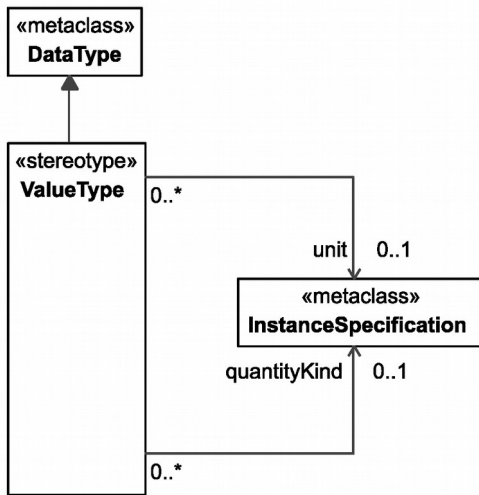 «metaclass»
DataType
«stereotype»
ValueType
0..*
unit 0..1
«metaclass»
InstanceSpecification
quantityKind 0..1
0..*